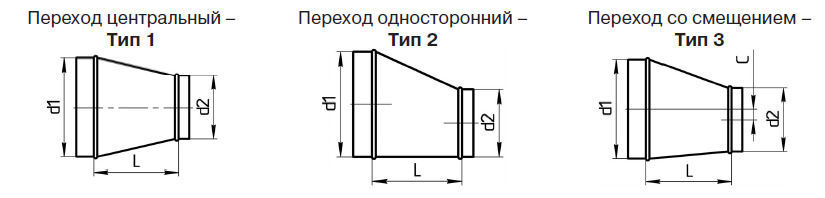 Переход центральный –
Тип 1
d1
d2
L
Переход односторонний –
Тип 2
d1
d2
L
Переход со смещением –
Тип 3
C
d1
d2
L